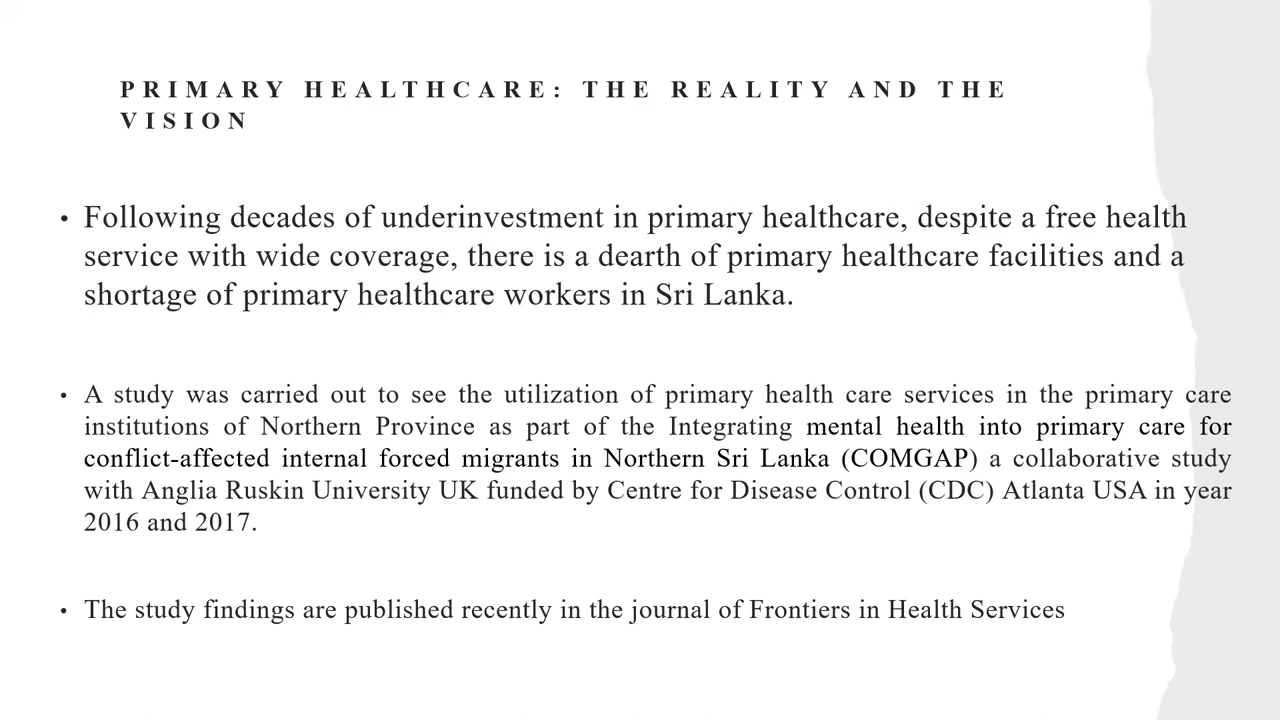 PRIMARY HEALTHCARE: THE REALITY AND THE
VISION
• Following decades of underinvestment in primary healthcare, despite a free health
service with wide coverage, there is a dearth of primary healthcare facilities and a
shortage of primary healthcare workers in Sri Lanka.
• A study was carried out to see the utilization of primary health care services in the primary care
institutions of Northern Province as part of the Integrating mental health into primary care for
conflict-affected internal forced migrants in Northern Sri Lanka (COMGAP) a collaborative study
with Anglia Ruskin University UK funded by Centre for Disease Control (CDC) Atlanta USA in year
2016 and 2017.
• The study findings are published recently in the journal of Frontiers in Health Services